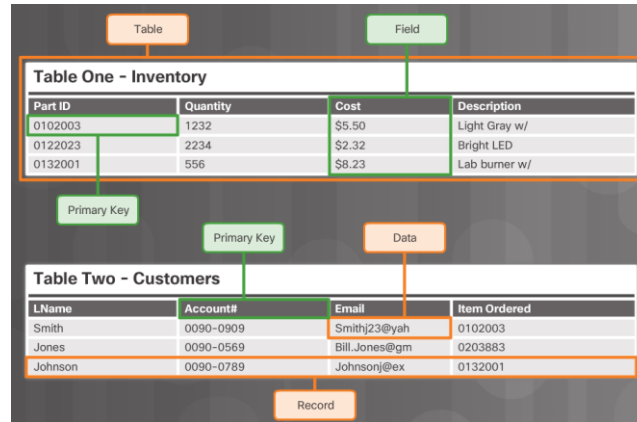 Table Field
Table One - Inventory
Part ID Quantity Cost Description
0102003 1232 $5.50 Light Gray w/
0122023 2234 $2.32 Bright LED
0132001 556 $8.23 Lab burner w/
Primary Key
Primary Key Data
Table Two - Customers
LName Account# Email Item Ordered
Smith 0090-0909 Smithj23@yah 0102003
Jones 0090-0569 Bill.Jones@gm 0203883
Johnson 0090-0789 Johnsonj@ex 0132001
Record